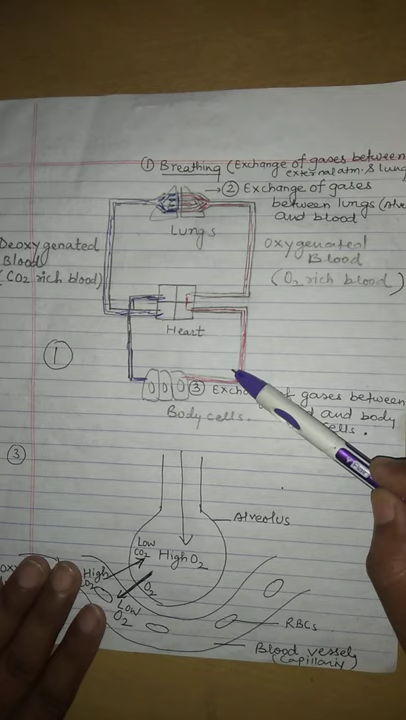 ① Breathing (Exchange of gases between
external atm. & lung
→② Exchange of gases
between lungs (Alve
and blood
Lungs
Deoxygenated
Blood
(CO2 rich blood)
Oxygenated
Blood
(O2 rich blood)
Heart
①
③ Exchange of gases between
and body
cells.
Body cells.
③
Alveolus
Low
CO2
High O2
High
O2
Low
O2
RBCs
Blood vessel
(Capillary)